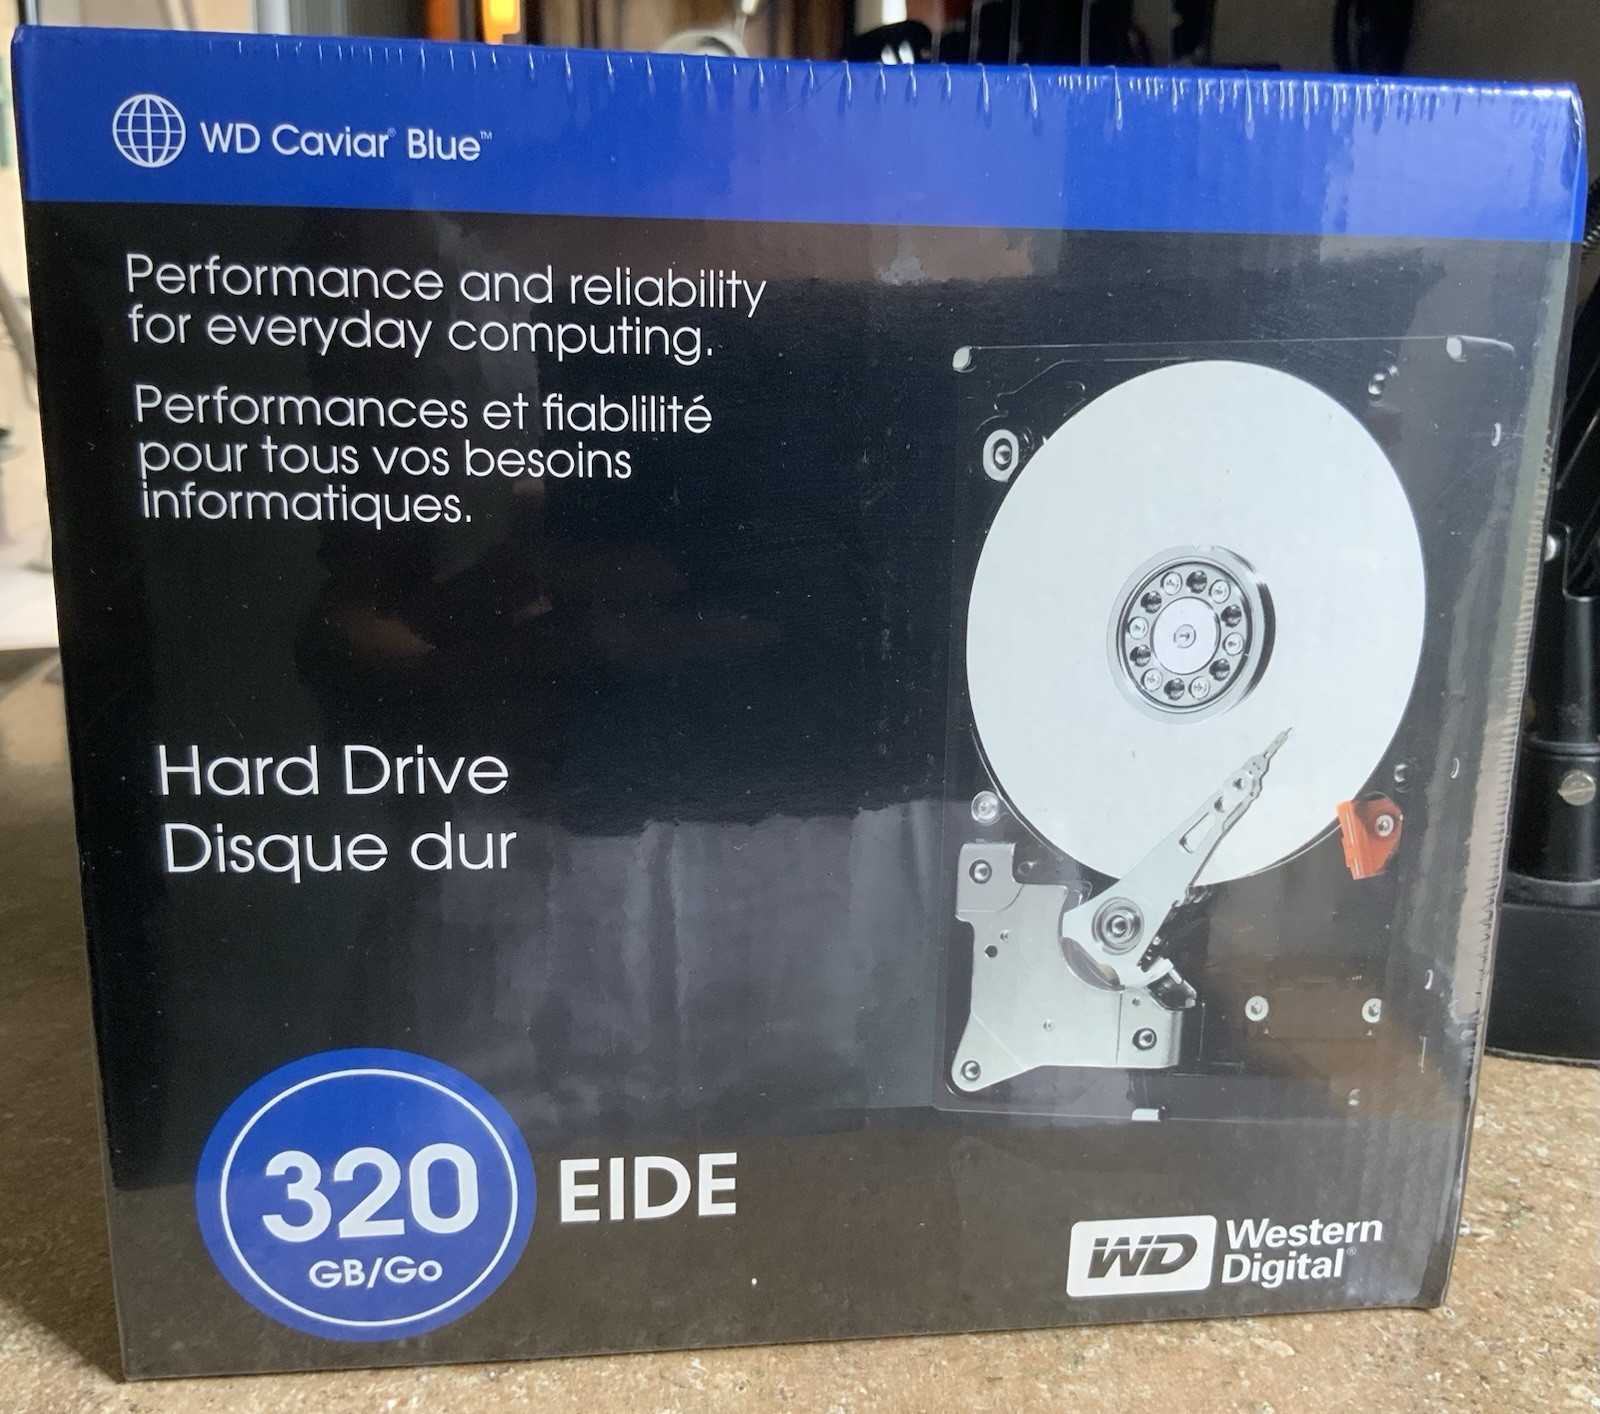 WD Caviar® Blue™
Performance and reliability
for everyday computing.
Performances et fiablilité
pour tous vos besoins
informatiques.
Hard Drive
Disque dur
320
GB/Go
EIDE
WD
Western
Digital®